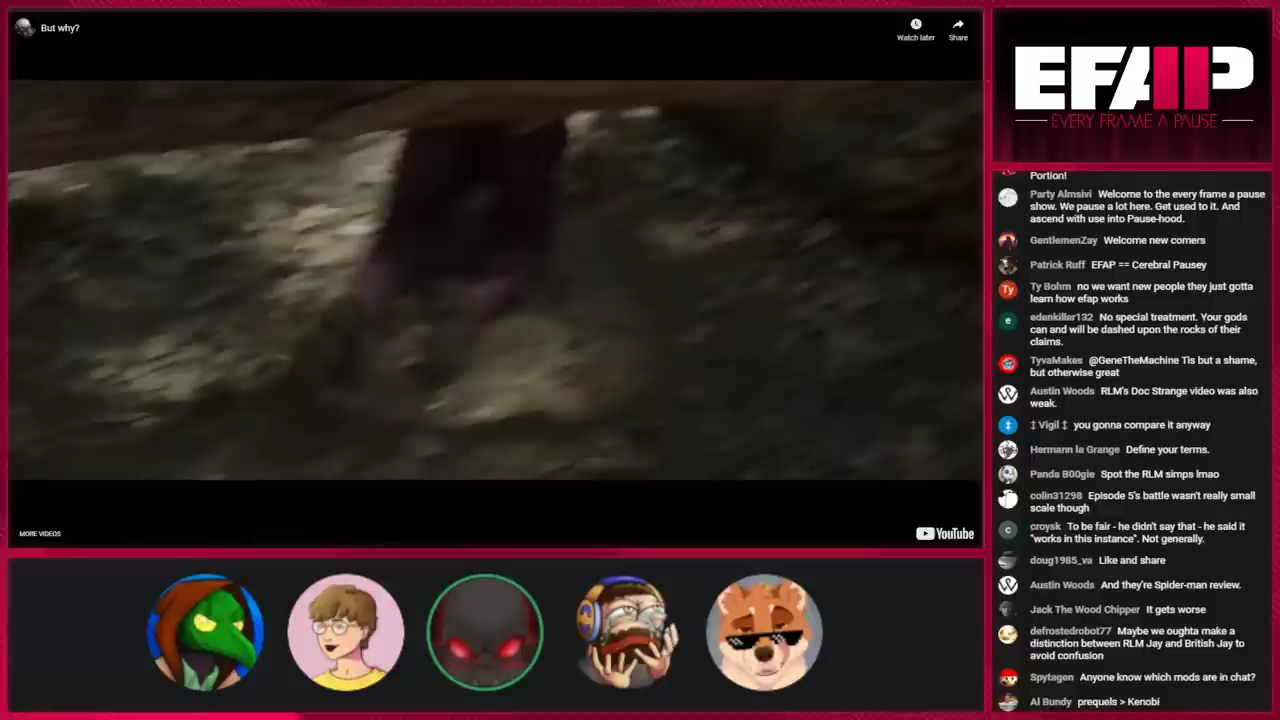 But why?
Watch later
Share
MORE VIDEOS
YouTube
EFAP
EVERY FRAME A PAUSE
Portion!
Party Almsivi Welcome to the every frame a pause
show. We pause a lot here. Get used to it. And
ascend with use into Pause-hood.
GentlemenZay Welcome new comers
Patrick Ruff EFAP == Cerebral Pausey
Ty
Ty Bohm no we want new people they just gotta
learn how efap works
e
edenkiller132 No special treatment. Your gods
can and will be dashed upon the rocks of their
claims.
TyvaMakes @GeneTheMachine Tis but a shame,
but otherwise great
Austin Woods RLM's Doc Strange video was also
weak.
‡ Vigil ‡ you gonna compare it anyway
Hermann la Grange Define your terms.
Panda B00gie Spot the RLM simps lmao
colin31298 Episode 5's battle wasn't really small
scale though
c
croysk To be fair - he didn't say that - he said it
"works in this instance". Not generally.
doug1985_va Like and share
Austin Woods And they're Spider-man review.
Jack The Wood Chipper It gets worse
defrostedrobot77 Maybe we oughta make a
distinction between RLM Jay and British Jay to
avoid confusion
Spytagen Anyone know which mods are in chat?
Al Bundy prequels > Kenobi